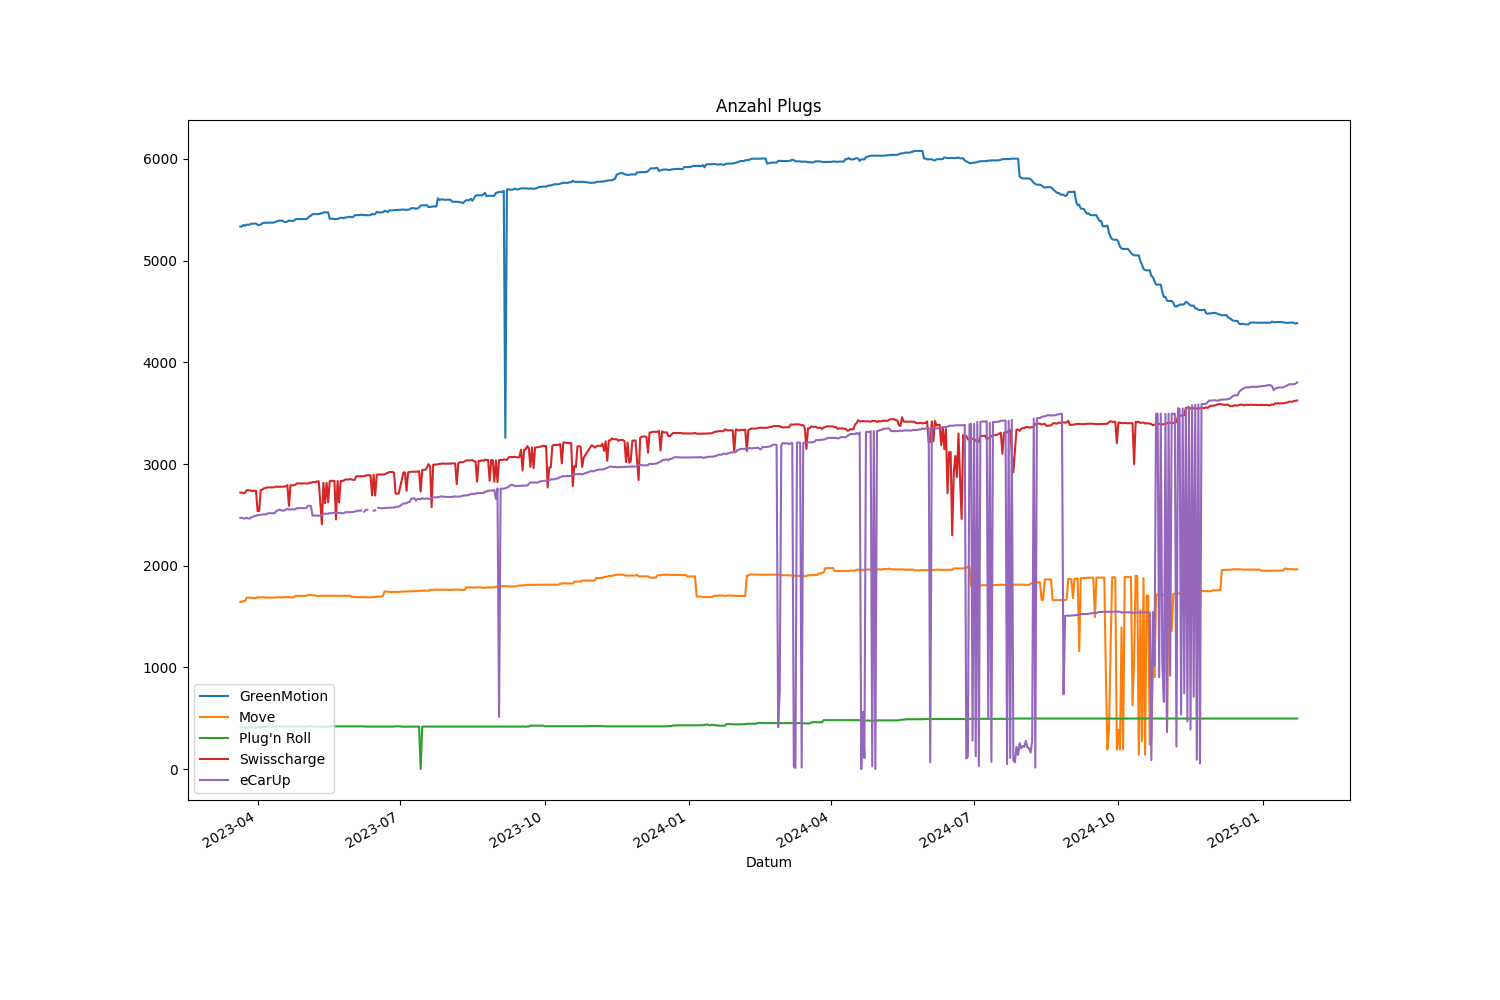 Anzahl Plugs
6000
5000
4000
3000
2000
1000
0
GreenMotion
Move
Plug'n Roll
Swisscharge
eCarUp
2023-04
2023-07
2023-10
2024-01
2024-04
2024-07
2024-10
2025-01
Datum